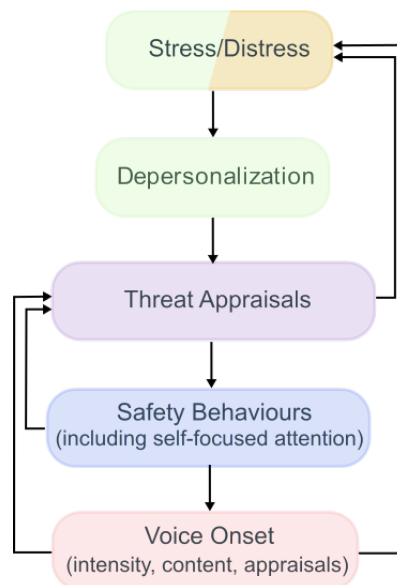 Stress/Distress
Depersonalization
Threat Appraisals
Safety Behaviours
(including self-focused attention)
Voice Onset
(intensity, content, appraisals)